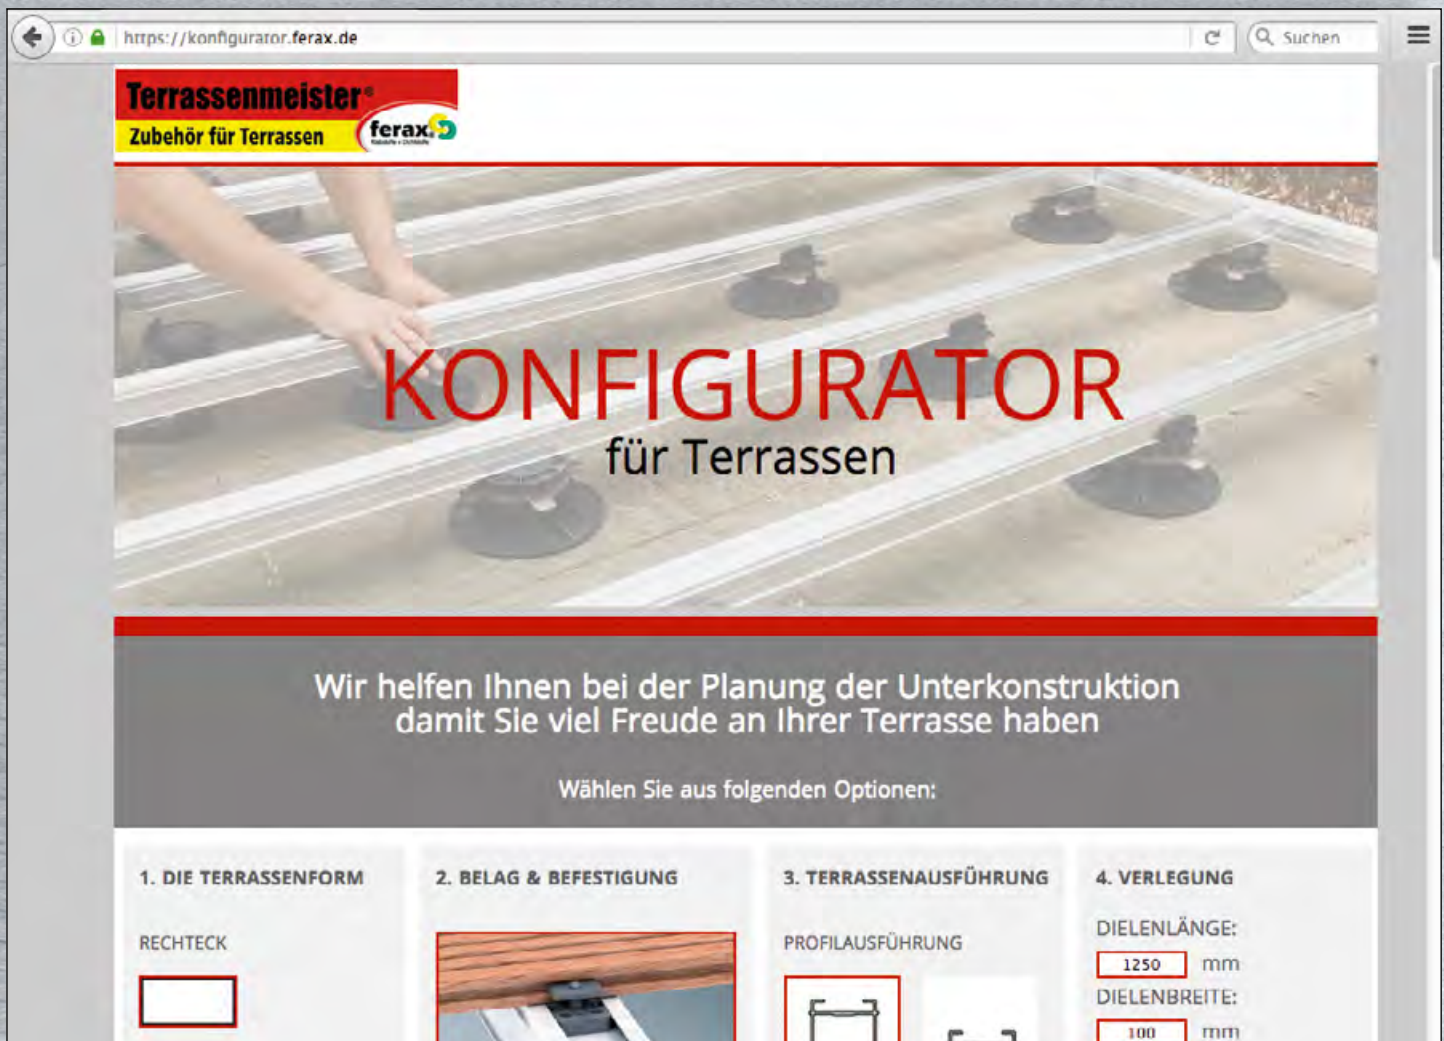 https://konfigurator.ferax.de
Suchen
Terrassenmeister®
Zubehör für Terrassen
ferax
KONFIGURATOR
für Terrassen
Wir helfen Ihnen bei der Planung der Unterkonstruktion
damit Sie viel Freude an Ihrer Terrasse haben
Wählen Sie aus folgenden Optionen:
1. DIE TERRASSENFORM
RECHTECK
2. BELAG & BEFESTIGUNG
3. TERRASSENAUSFÜHRUNG
PROFILAUSFÜHRUNG
4. VERLEGUNG
DIELENLÄNGE:
1250 mm
DIELENBREITE:
100 mm